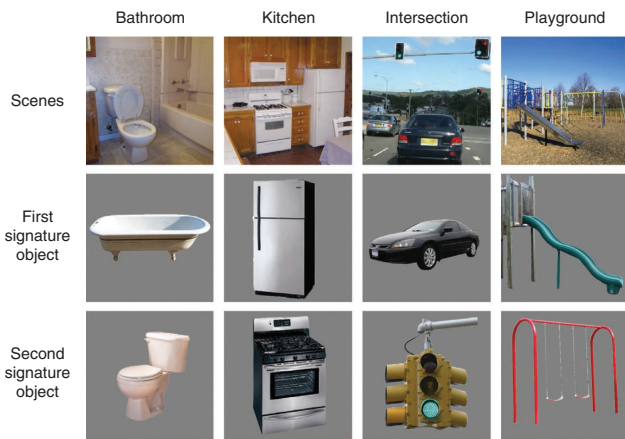 Bathroom
Kitchen
Intersection
Playground
Scenes
First
signature
object
Second
signature
object